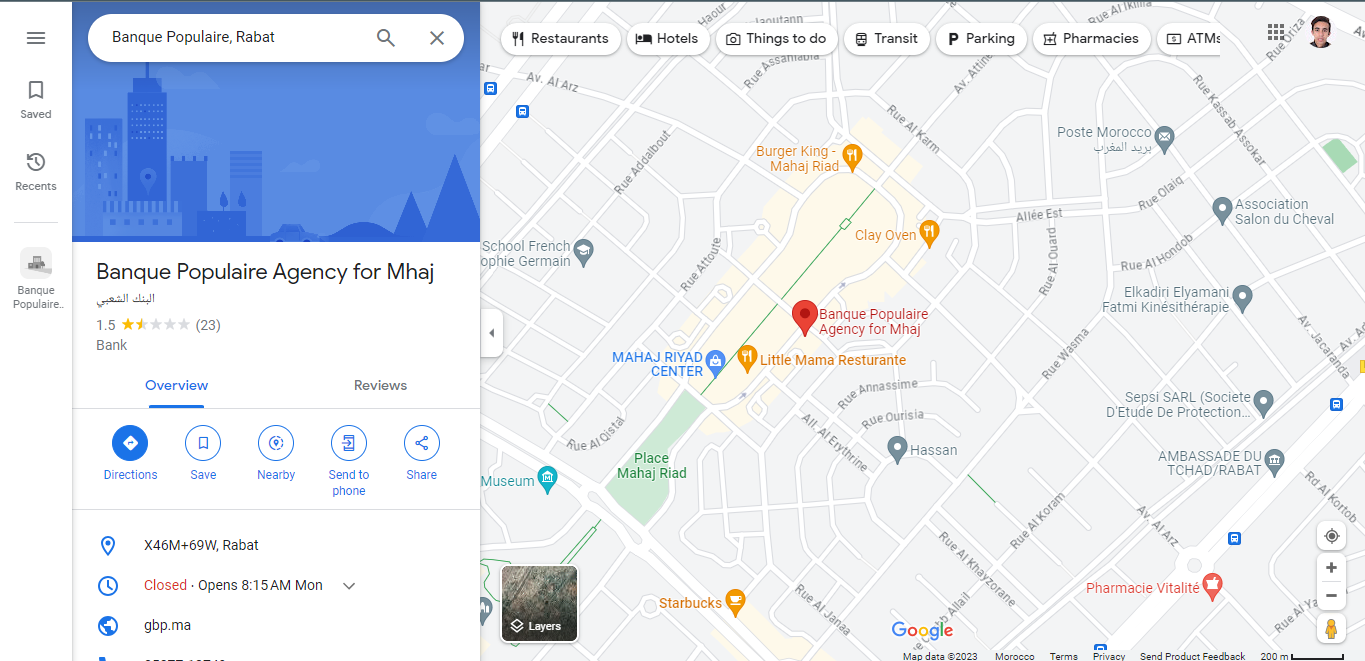 Banque Populaire, Rabat
Saved
Recents
Banque
Populaire..
Banque Populaire Agency for Mhaj
البنك الشعبي
1.5 (23)
Bank
Overview
Reviews
Directions
Save
Nearby
Send to
phone
Share
X46M+69W, Rabat
Closed · Opens 8:15 AM Mon
gbp.ma
Restaurants
Hotels
Things to do
Transit
Parking
Pharmacies
ATMs
Haour
Rue Assantabia
Rue Al Ikma
Rue Oriza
Av. Al Arz
Av. Attine
Rue Kassab Assokar
Rue Al Karm
Rue Addalbout
Burger King -
Mahaj Riad
Poste Morocco
بريد المغرب
Rue Olaiq
Association
Salon du Cheval
Allée Est
Clay Oven
School French
ophie Germain
Rue Attoute
Rue Al Ouard
Rue Al Hondob
Elkadiri Elyamani
Fatmi Kinésithérapie
Banque Populaire
Agency for Mhaj
Av. Jacaranda
Rue Wasma
MAHAJ RIYAD
CENTER
Little Mama Resturante
Rue Annassime
Rue Ourisia
Sepsi SARL (Societe
D'Etude De Protection...
Rue Al Qistal
All. Al Erythrine
Hassan
Place
Mahaj Riad
AMBASSADE DU
TCHAD/RABAT
Museum
Rd Al Kortob
Rue Al Koram
Av. Al Arz
Rue Al Khayzorane
Pharmacie Vitalité
Starbucks
Rue Al Janaa
Layers
Google
Map data ©2023
Morocco
Terms
Privacy
Send Product Feedback
200 m